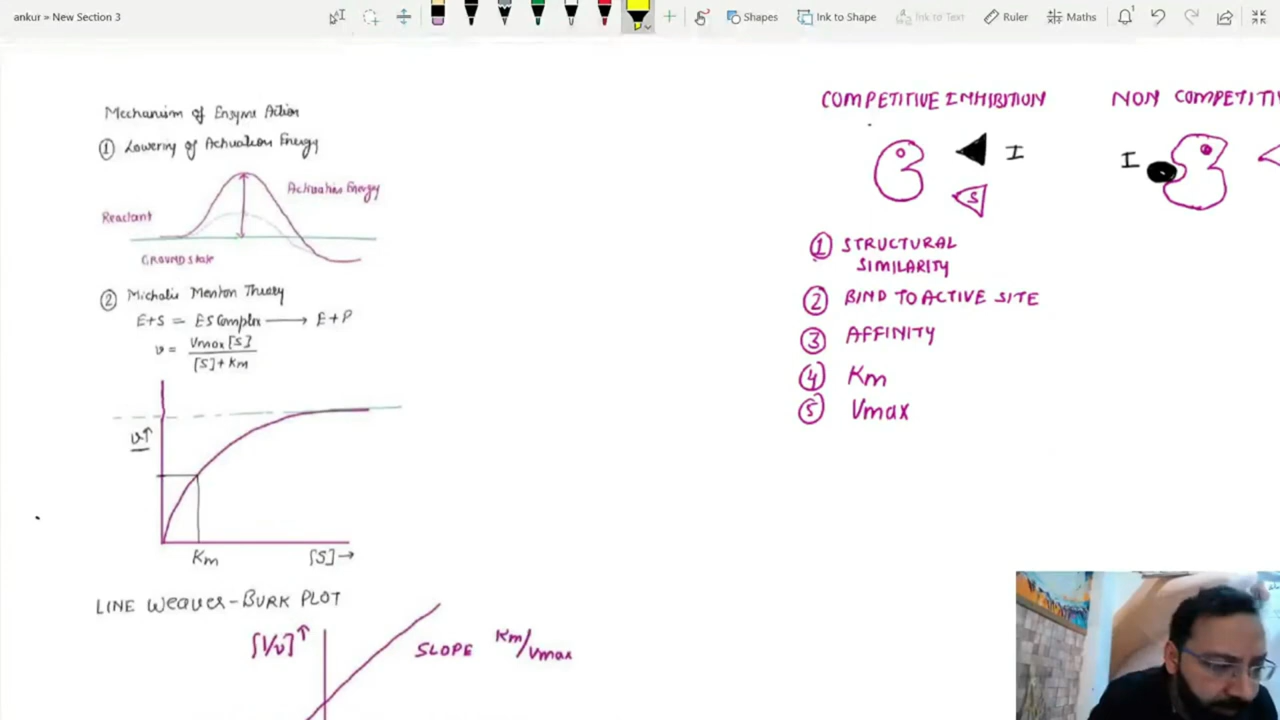 ankur » New Section 3
Shapes
Ink to Shape
Ink to Text
Ruler
Maths
Mechanism of Enzyme Action
① Lowering of Activation Energy
Activation Energy
Reactant
GROUND State
② Michalis Menton Theory
E+S = ES Complex → E+P
v = Vmax[S]
[S]+Km
v↑
Km
[S]→
LINE Weaver-BURK PLOT
[1/v]↑
SLOPE Km/Vmax
COMPETITIVE INHIBITION
I
S
① STRUCTURAL
SIMILARITY
② BIND TO ACTIVE SITE
③ AFFINITY
④ Km
⑤ Vmax
NON COMPETITI
I